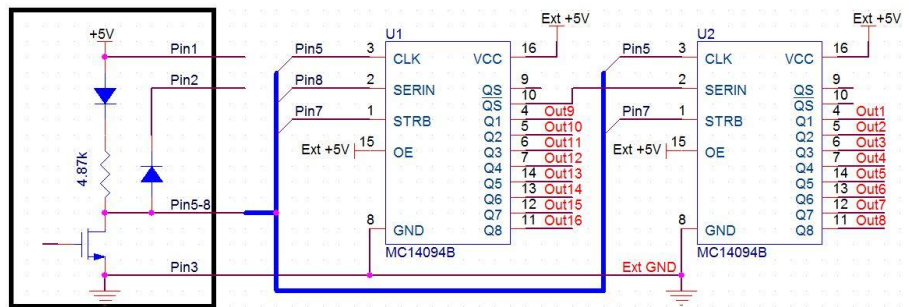 +5V
Pin1
Pin2
4.87k
Pin5-8
Pin3
U1
Ext +5V
Pin5
3
CLK
VCC
16
Pin8
2
SERIN
QS
9
QS
10
Pin7
1
STRB
Q1
4
Out9
Q2
5
Out10
Ext +5V
15
OE
Q3
6
Out11
Q4
7
Out12
Q5
14
Out13
Q6
13
Out14
Q7
12
Out15
8
GND
Q8
11
Out16
MC14094B
U2
Ext +5V
Pin5
3
CLK
VCC
16
2
SERIN
QS
9
QS
10
Pin7
1
STRB
Q1
4
Out1
Q2
5
Out2
Ext +5V
15
OE
Q3
6
Out3
Q4
7
Out4
Q5
14
Out5
Q6
13
Out6
Q7
12
Out7
8
GND
Q8
11
Out8
MC14094B
Ext GND